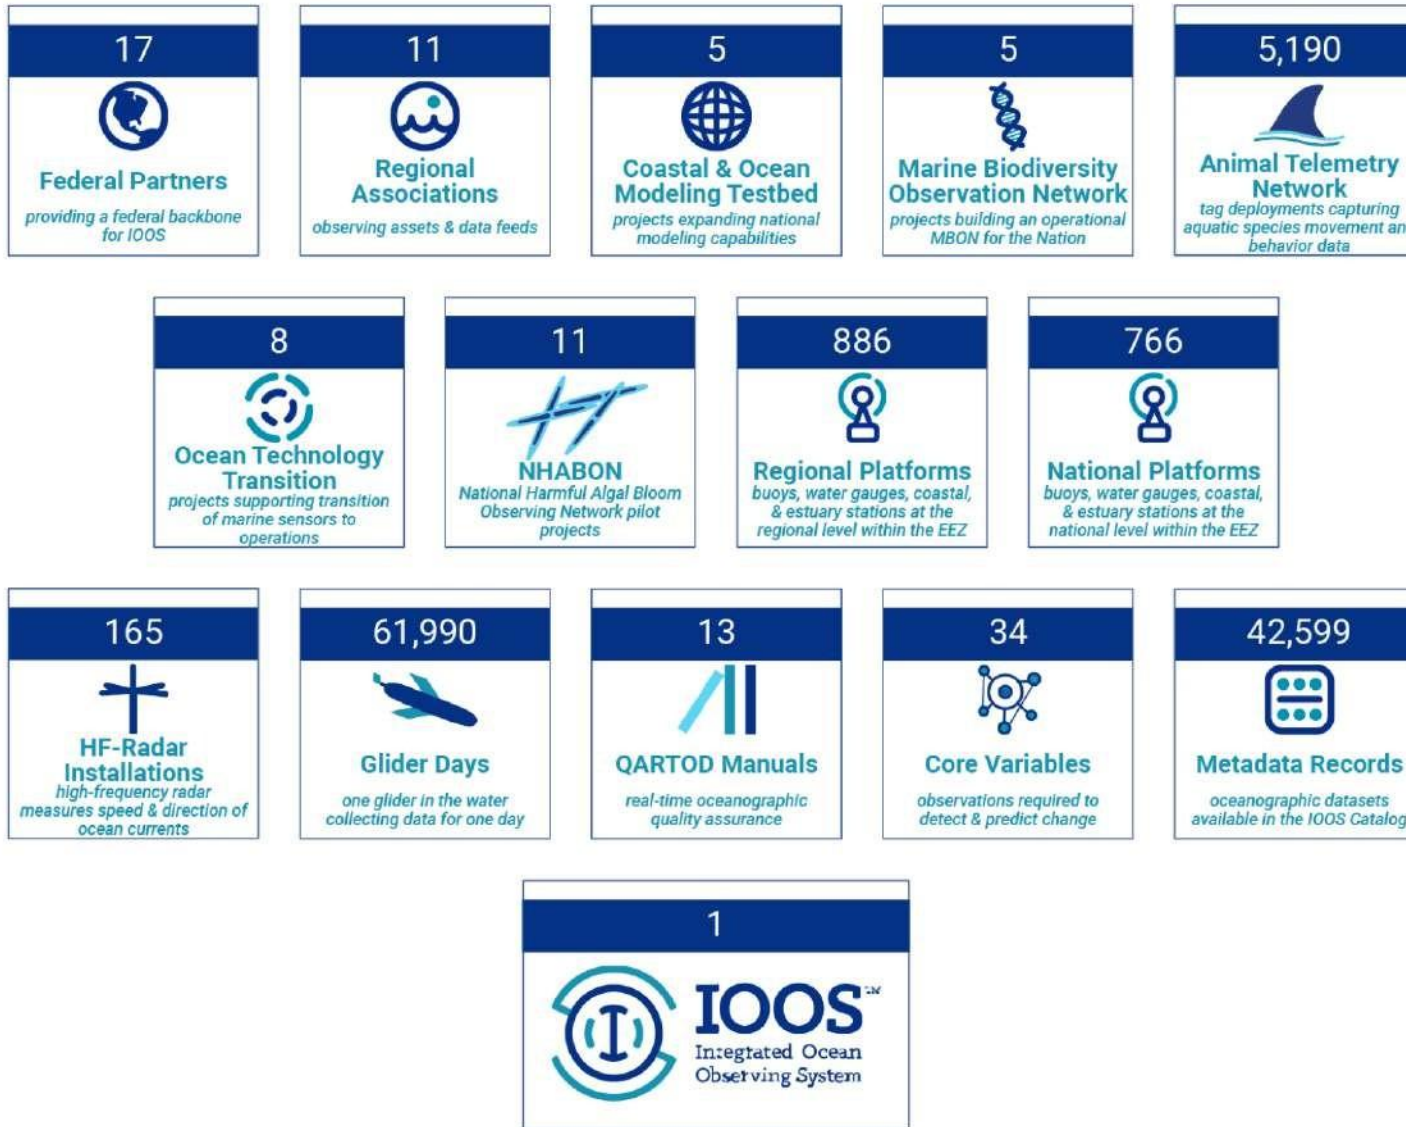 17
Federal Partners
providing a federal backbone
for IOOS
11
Regional
Associations
observing assets & data feeds
5
Coastal & Ocean
Modeling Testbed
projects expanding national
modeling capabilities
5
Marine Biodiversity
Observation Network
projects building an operational
MBON for the Nation
5,190
Animal Telemetry
Network
tag deployments capturing
aquatic species movement an
behavior data
8
Ocean Technology
Transition
projects supporting transition
of marine sensors to
operations
11
NHABON
National Harmful Algal Bloom
Observing Network pilot
projects
886
Regional Platforms
buoys, water gauges, coastal,
& estuary stations at the
regional level within the EEZ
766
National Platforms
buoys, water gauges, coastal,
& estuary stations at the
national level within the EEZ
165
HF-Radar
Installations
high-frequency radar
measures speed & direction of
ocean currents
61,990
Glider Days
one glider in the water
collecting data for one day
13
QARTOD Manuals
real-time oceanographic
quality assurance
34
Core Variables
observations required to
detect & predict change
42,599
Metadata Records
oceanographic datasets
available in the IOOS Catalog
1
IOOS™
Integrated Ocean
Observing System